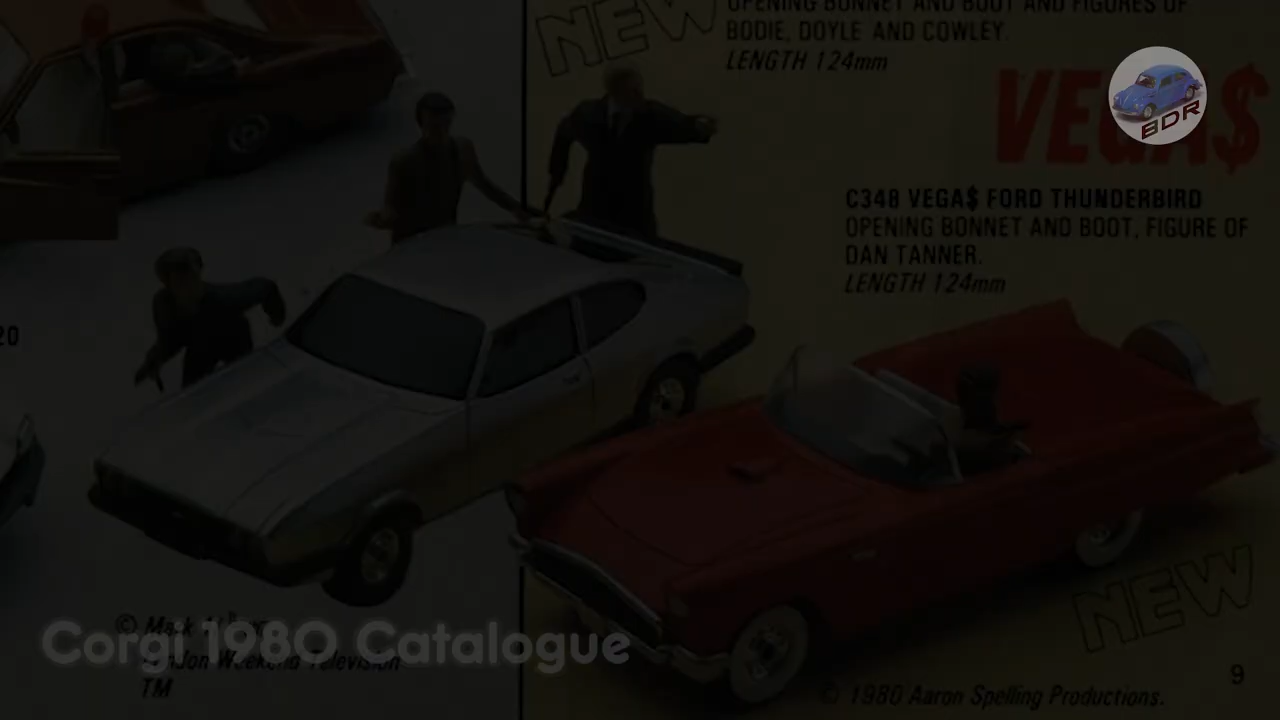 NEW
OPENING BONNET AND BOOT AND FIGURES OF
BODIE, DOYLE AND COWLEY.
LENGTH 124mm
BDR
VEGA$
C348 VEGA$ FORD THUNDERBIRD
OPENING BONNET AND BOOT, FIGURE OF
DAN TANNER.
LENGTH 124mm
20
NEW
© Mark
London Weekend Television
TM
Corgi 1980 Catalogue
© 1980 Aaron Spelling Productions.
9